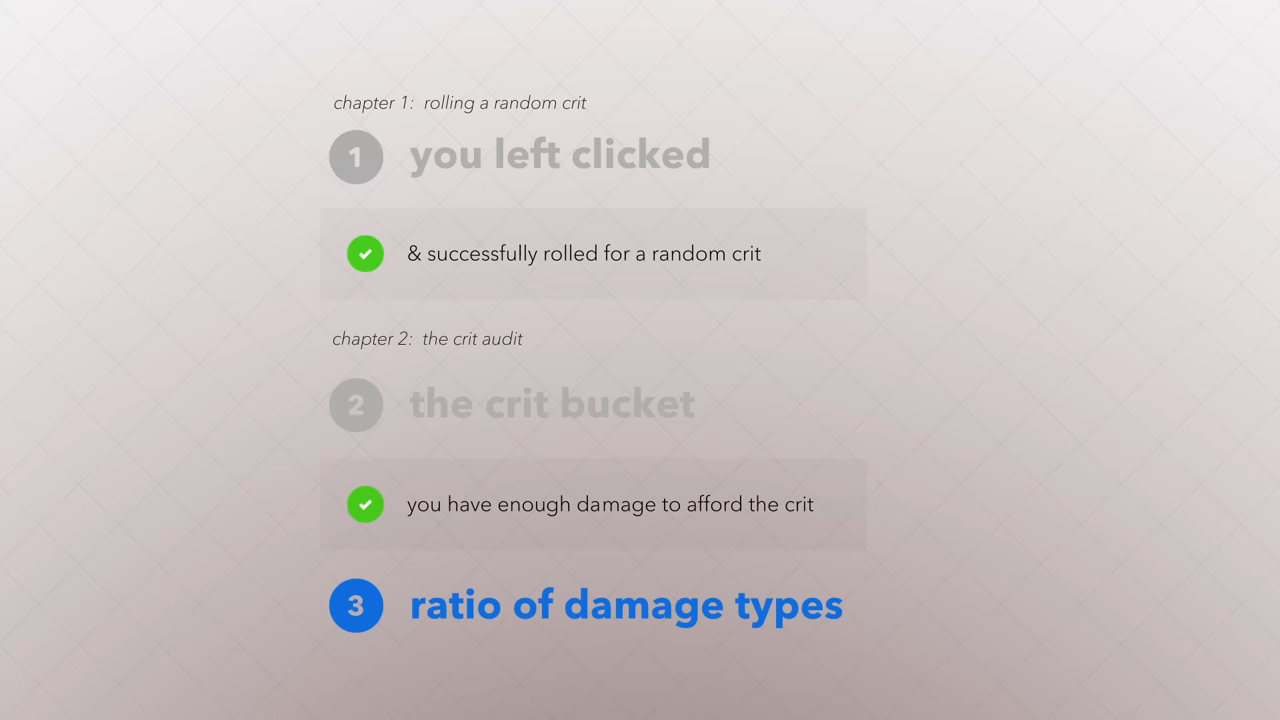 chapter 1: rolling a random crit
1 you left clicked
& successfully rolled for a random crit
chapter 2: the crit audit
2 the crit bucket
you have enough damage to afford the crit
3 ratio of damage types